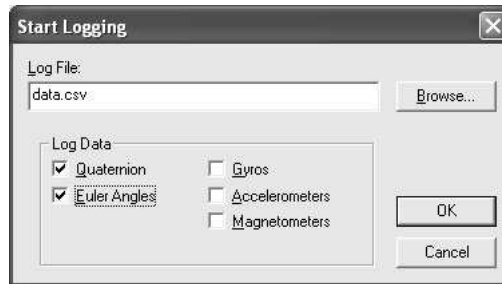 Start Logging
Log File:
data.csv
Browse...
Log Data
Quaternion
Gyros
Euler Angles
Accelerometers
Magnetometers
OK
Cancel